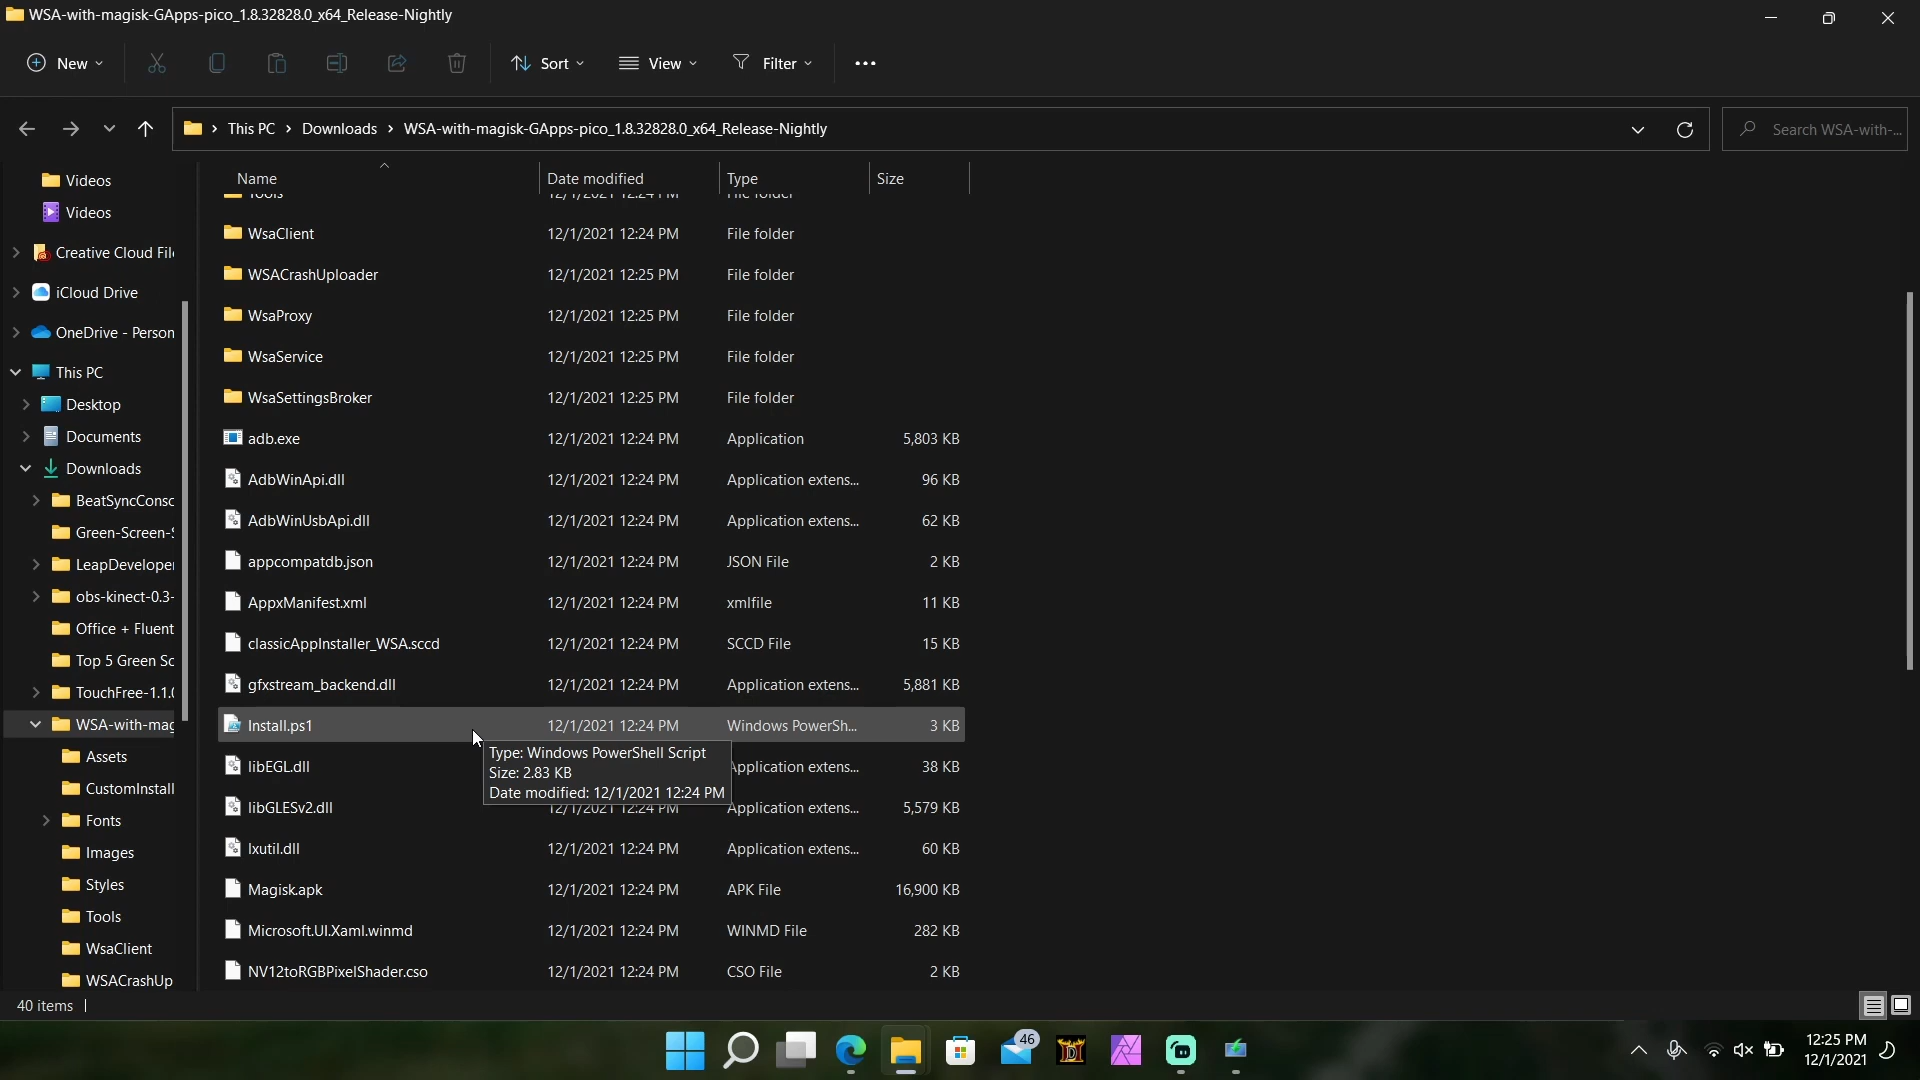 WSA-with-magisk-GApps-pico_1.8.32828.0_x64_Release-Nightly
New
Sort
View
Filter
This PC > Downloads > WSA-with-magisk-GApps-pico_1.8.32828.0_x64_Release-Nightly
Search WSA-with-...
Name Date modified Type Size
Tools 12/1/2021 12:24 PM File folder
WsaClient 12/1/2021 12:24 PM File folder
WSACrashUploader 12/1/2021 12:25 PM File folder
WsaProxy 12/1/2021 12:25 PM File folder
WsaService 12/1/2021 12:25 PM File folder
WsaSettingsBroker 12/1/2021 12:25 PM File folder
adb.exe 12/1/2021 12:24 PM Application 5,803 KB
AdbWinApi.dll 12/1/2021 12:24 PM Application extens... 96 KB
AdbWinUsbApi.dll 12/1/2021 12:24 PM Application extens... 62 KB
appcompatdb.json 12/1/2021 12:24 PM JSON File 2 KB
AppxManifest.xml 12/1/2021 12:24 PM xmlfile 11 KB
classicAppInstaller_WSA.sccd 12/1/2021 12:24 PM SCCD File 15 KB
gfxstream_backend.dll 12/1/2021 12:24 PM Application extens... 5,881 KB
Install.ps1 12/1/2021 12:24 PM Windows PowerSh... 3 KB
Type: Windows PowerShell Script
Size: 2.83 KB
Date modified: 12/1/2021 12:24 PM
libEGL.dll Application extens... 38 KB
libGLESv2.dll 12/1/2021 12:24 PM Application extens... 5,579 KB
lxutil.dll 12/1/2021 12:24 PM Application extens... 60 KB
Magisk.apk 12/1/2021 12:24 PM APK File 16,900 KB
Microsoft.UI.Xaml.winmd 12/1/2021 12:24 PM WINMD File 282 KB
NV12toRGBPixelShader.cso 12/1/2021 12:24 PM CSO File 2 KB
Videos
Videos
Creative Cloud Fil
iCloud Drive
OneDrive - Person
This PC
Desktop
Documents
Downloads
BeatSyncConsc
Green-Screen-S
LeapDeveloper
obs-kinect-0.3-
Office + Fluent
Top 5 Green Sc
TouchFree-1.1.0
WSA-with-mag
Assets
CustomInstall
Fonts
Images
Styles
Tools
WsaClient
WSACrashUp
40 items
46
12:25 PM
12/1/2021